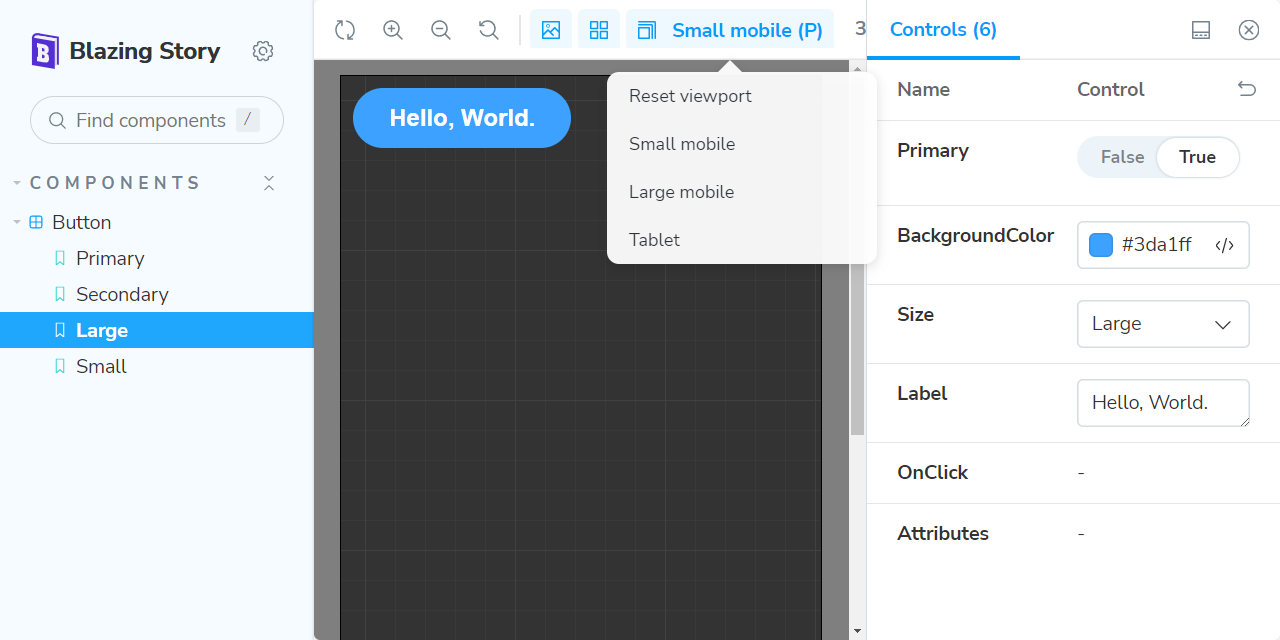 Blazing Story
Find components /
COMPONENTS
Button
Primary
Secondary
Large
Small
Small mobile (P) 3
Hello, World.
Reset viewport
Small mobile
Large mobile
Tablet
Controls (6)
Name Control
Primary False True
BackgroundColor #3da1ff
Size Large
Label Hello, World.
OnClick -
Attributes -